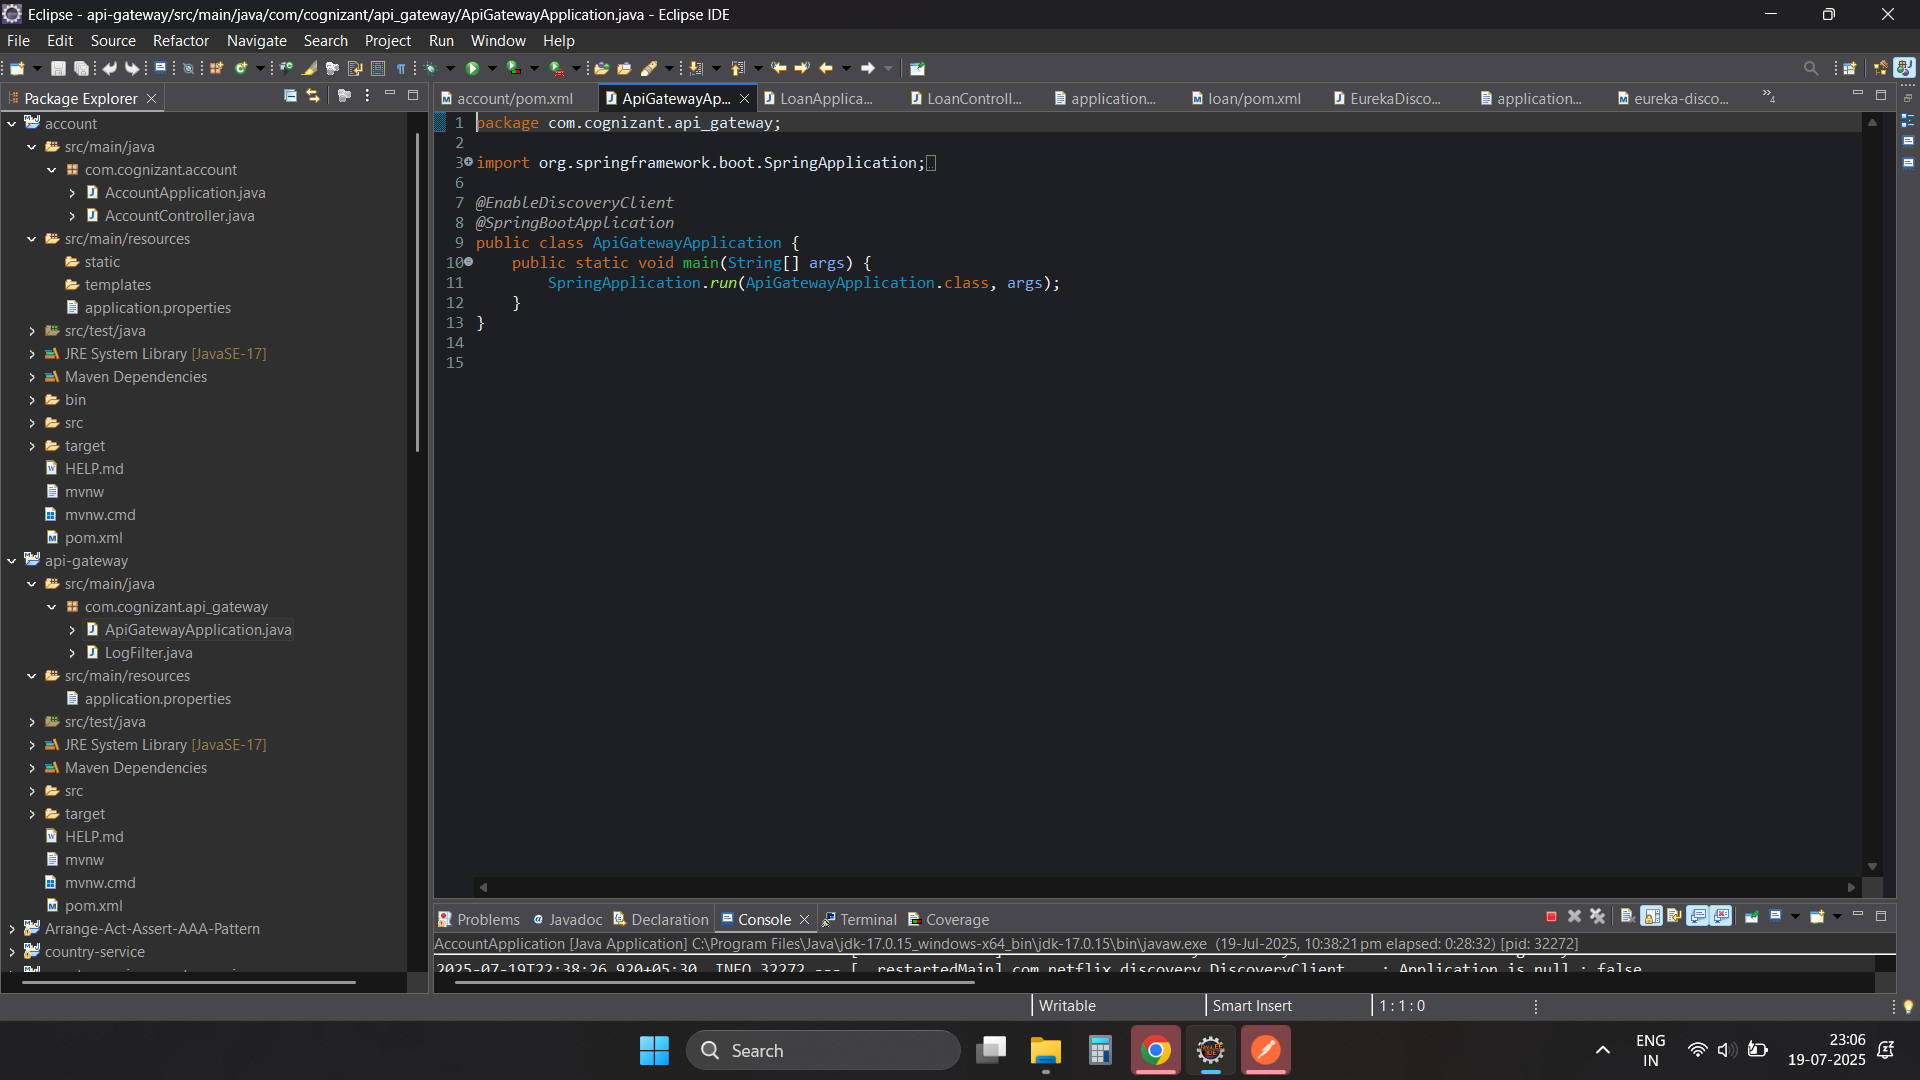 Eclipse - api-gateway/src/main/java/com/cognizant/api_gateway/ApiGatewayApplication.java - Eclipse IDE
File Edit Source Refactor Navigate Search Project Run Window Help
Package Explorer
account
src/main/java
com.cognizant.account
AccountApplication.java
AccountController.java
src/main/resources
static
templates
application.properties
src/test/java
JRE System Library [JavaSE-17]
Maven Dependencies
bin
src
target
HELP.md
mvnw
mvnw.cmd
pom.xml
api-gateway
src/main/java
com.cognizant.api_gateway
ApiGatewayApplication.java
LogFilter.java
src/main/resources
application.properties
src/test/java
JRE System Library [JavaSE-17]
Maven Dependencies
src
target
HELP.md
mvnw
mvnw.cmd
pom.xml
Arrange-Act-Assert-AAA-Pattern
country-service
account/pom.xml ApiGatewayAp... LoanApplica... LoanControll... application... loan/pom.xml EurekaDisco... application... eureka-disco... »4
1 package com.cognizant.api_gateway;
2
3 import org.springframework.boot.SpringApplication;
6
7 @EnableDiscoveryClient
8 @SpringBootApplication
9 public class ApiGatewayApplication {
10 public static void main(String[] args) {
11 SpringApplication.run(ApiGatewayApplication.class, args);
12 }
13 }
14
15
Problems Javadoc Declaration Console Terminal Coverage
AccountApplication [Java Application] C:\Program Files\Java\jdk-17.0.15_windows-x64_bin\jdk-17.0.15\bin\javaw.exe (19-Jul-2025, 10:38:21 pm elapsed: 0:28:32) [pid: 32272]
2025-07-19T22:38:26.920+05:30 INFO 32272 --- [ restartedMain] com.netflix.discovery.DiscoveryClient : Application is null : false
Writable Smart Insert 1 : 1 : 0
Search
ENG
IN
23:06
19-07-2025